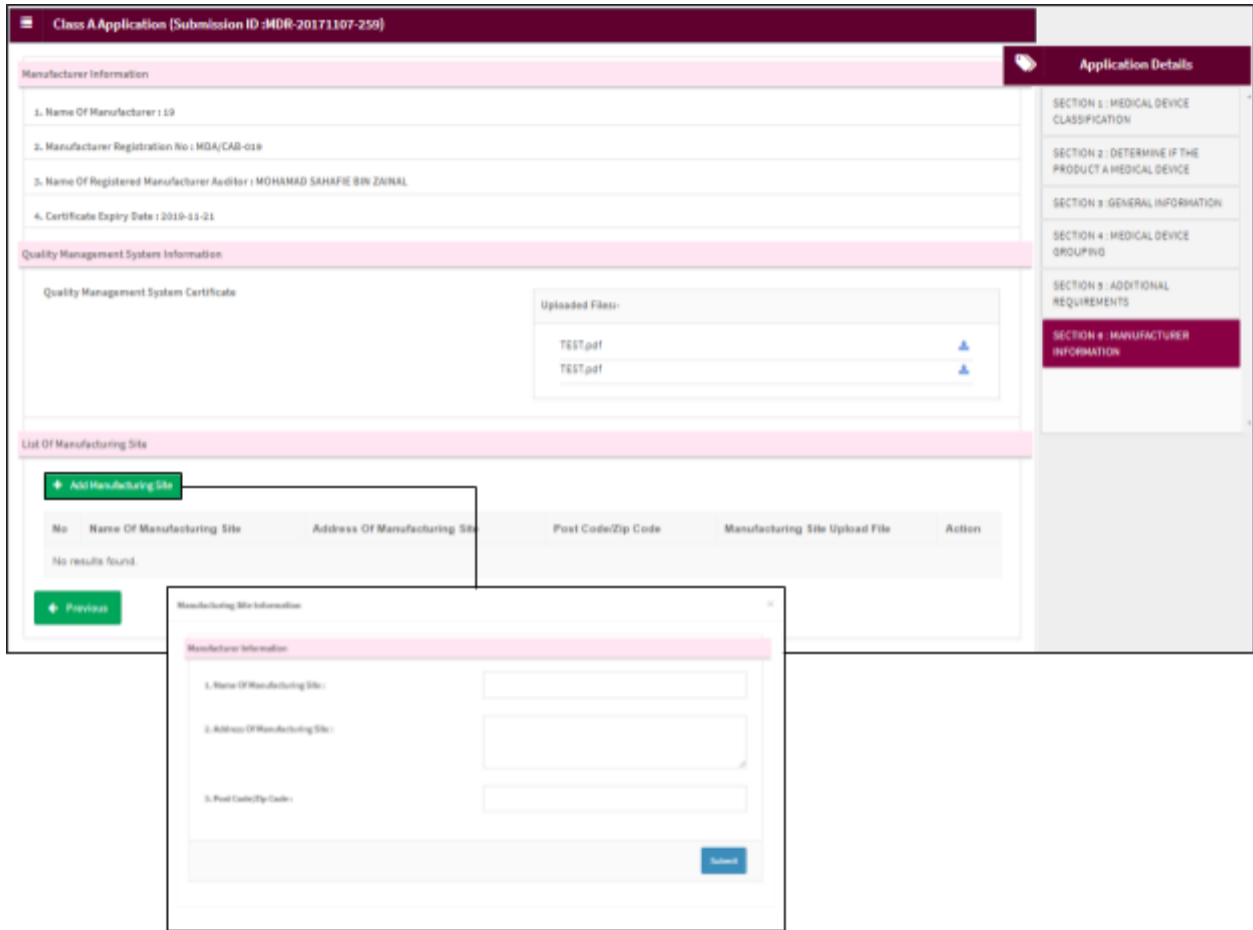 Class A Application (Submission ID :MDR-20171107-259)
Manufacturer Information
1. Name Of Manufacturer : 19
2. Manufacturer Registration No : MDA/CAB-019
3. Name Of Registered Manufacturer Auditor : MOHAMAD SAHAFIE BIN ZAINAL
4. Certificate Expiry Date : 2019-11-21
Quality Management System Information
Quality Management System Certificate
Uploaded Files:-
TEST.pdf
TEST.pdf
List Of Manufacturing Site
+ Add Manufacturing Site
No Name Of Manufacturing Site Address Of Manufacturing Site Post Code/Zip Code Manufacturing Site Upload File Action
No results found.
Previous
Application Details
SECTION 1 : MEDICAL DEVICE
CLASSIFICATION
SECTION 2 : DETERMINE IF THE
PRODUCT A MEDICAL DEVICE
SECTION 3 :GENERAL INFORMATION
SECTION 4 : MEDICAL DEVICE
GROUPING
SECTION 5 : ADDITIONAL
REQUIREMENTS
SECTION 6 : MANUFACTURER
INFORMATION
Manufacturing Site Information
×
Manufacturer Information
1. Name Of Manufacturing Site :
2. Address Of Manufacturing Site :
3. Post Code/Zip Code :
Submit